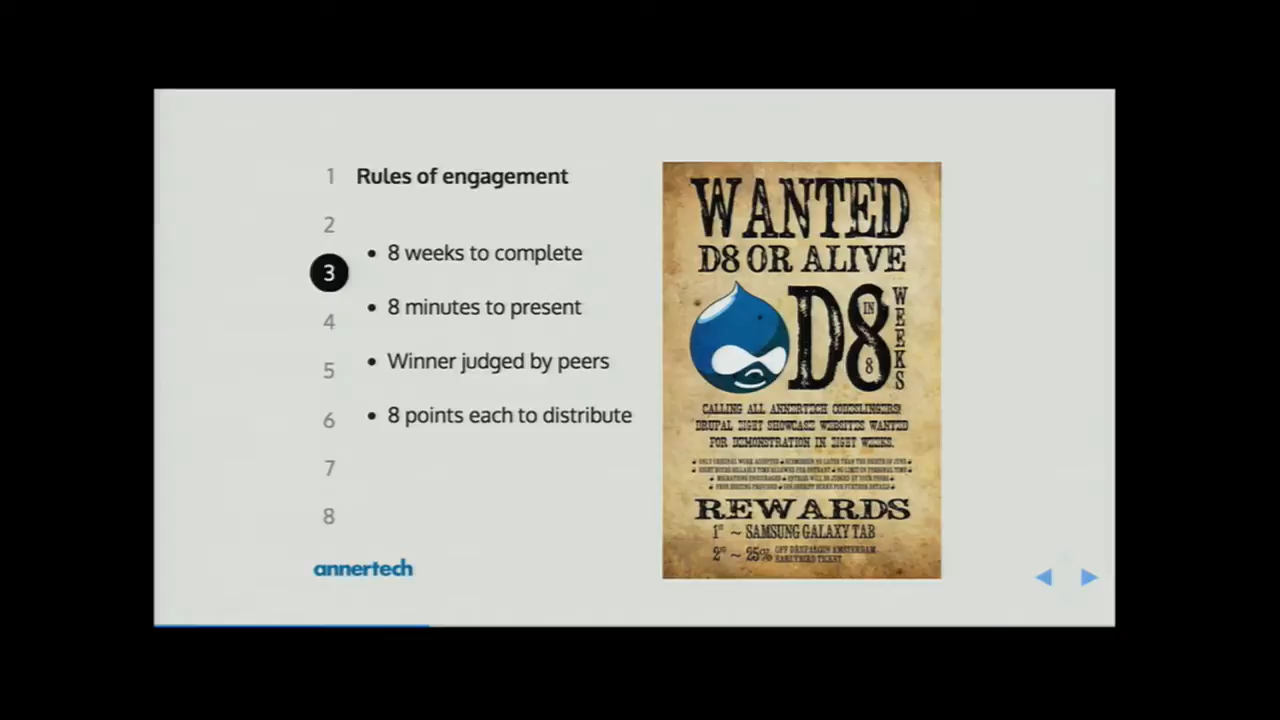 1 Rules of engagement
2
• 8 weeks to complete
3
• 8 minutes to present
4
• Winner judged by peers
5
• 8 points each to distribute
6
7
8
annertech
WANTED
D8 OR ALIVE
D8
IN
8
WEEKS
CALLING ALL ANNERTECH CODESLINGERS!
DRUPAL EIGHT SHOWCASE WEBSITES WANTED
FOR DEMONSTRATION IN EIGHT WEEKS.
REWARDS
1ST ~ SAMSUNG GALAXY TAB
2ND ~ 25% OFF DRUPALCON AMSTERDAM
EARLYBIRD TICKET